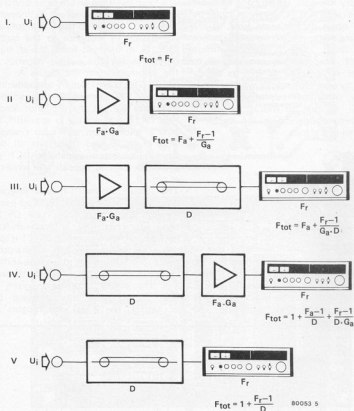 I. Ui
Fr
Ftot = Fr
II Ui
Fa·Ga
Fr
Ftot = Fa + Fr−1/Ga
III. Ui
Fa·Ga
D
Fr
Ftot = Fa + Fr−1/Ga·D
IV. Ui
D
Fa.Ga
Fr
Ftot = 1 + Fa−1/D + Fr−1/D·Ga
V Ui
D
Fr
Ftot = 1 + Fr−1/D
80053 5